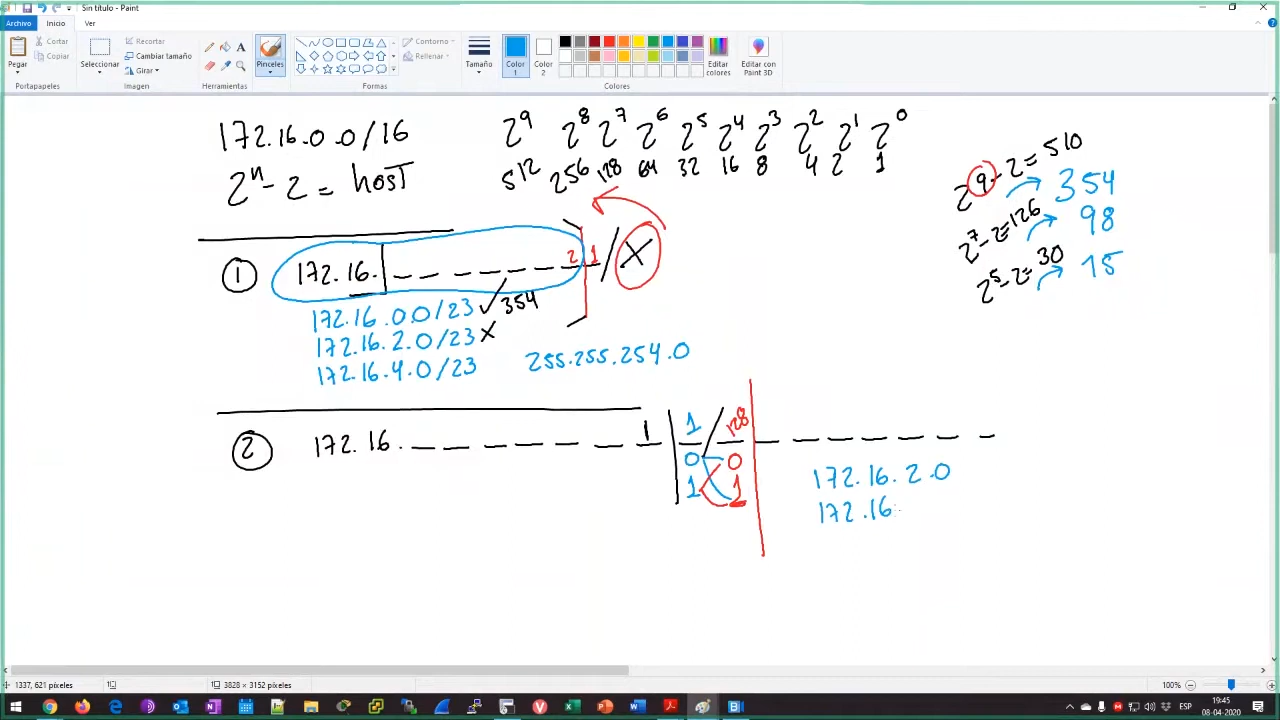 Sin título - Paint
Archivo Inicio Ver
Pegar
Cortar
Copiar
Portapapeles
Seleccionar
Recortar
Cambiar tamaño
Girar
Imagen
Herramientas
Pinceles
Contorno
Rellenar
Formas
Tamaño
Color 1
Color 2
Editar colores
Editar con Paint 3D
Colores
172.16.0.0/16
2^n - 2 = host
2^9 2^8 2^7 2^6 2^5 2^4 2^3 2^2 2^1 2^0
512 256 128 64 32 16 8 4 2 1
2^9 - 2 = 510
354
2^7 - 2 = 126
98
2^5 - 2 = 30
15
1 172.16. _ _ _ _ _ _ 2 1 / X
172.16.0.0/23 ✓ 354
172.16.2.0/23 X
172.16.4.0/23
255.255.254.0
2 172.16. _ _ _ _ _ _ 1 1 / 128 _ _ _ _ _ _ _
0 0
1 1
172.16.2.0
172.16
1337, 621 píxeles
3828 × 3152 píxeles
100%
ESP
19:45
08-04-2020